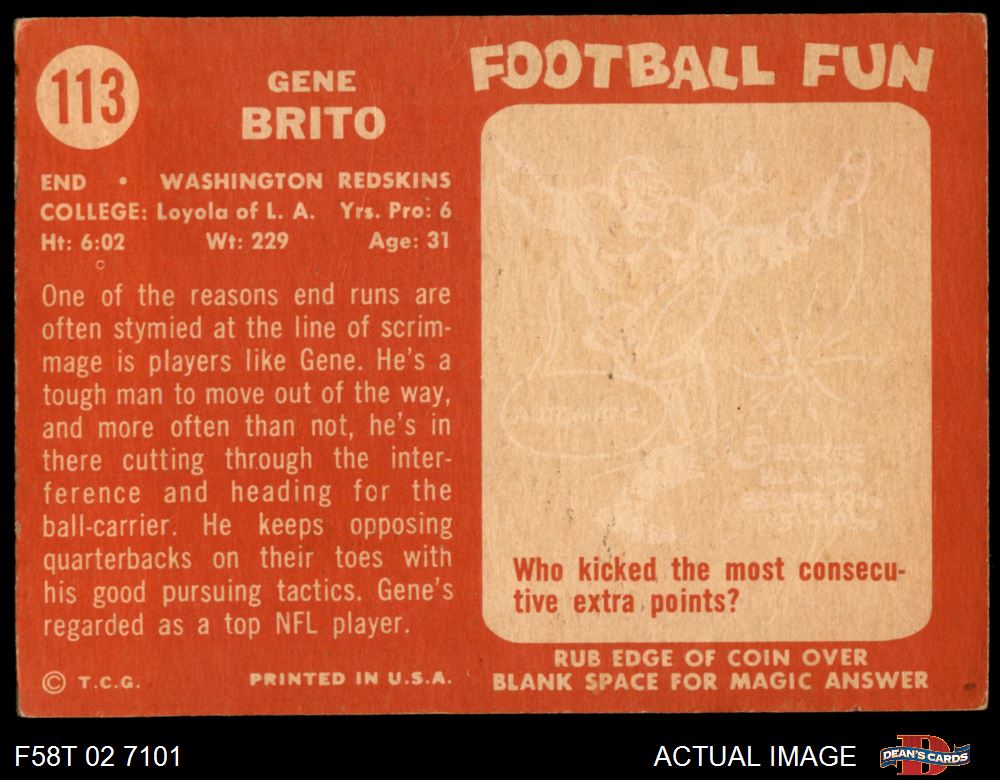 113
GENE
BRITO
END • WASHINGTON REDSKINS
COLLEGE: Loyola of L. A. Yrs. Pro: 6
Ht: 6:02 Wt: 229 Age: 31
One of the reasons end runs are
often stymied at the line of scrim-
mage is players like Gene. He's a
tough man to move out of the way,
and more often than not, he's in
there cutting through the inter-
ference and heading for the
ball-carrier. He keeps opposing
quarterbacks on their toes with
his good pursuing tactics. Gene's
regarded as a top NFL player.
© T.C.G. PRINTED IN U.S.A.
FOOTBALL FUN
Who kicked the most consecu-
tive extra points?
RUB EDGE OF COIN OVER
BLANK SPACE FOR MAGIC ANSWER
F58T 02 7101
ACTUAL IMAGE
DEAN'S CARDS